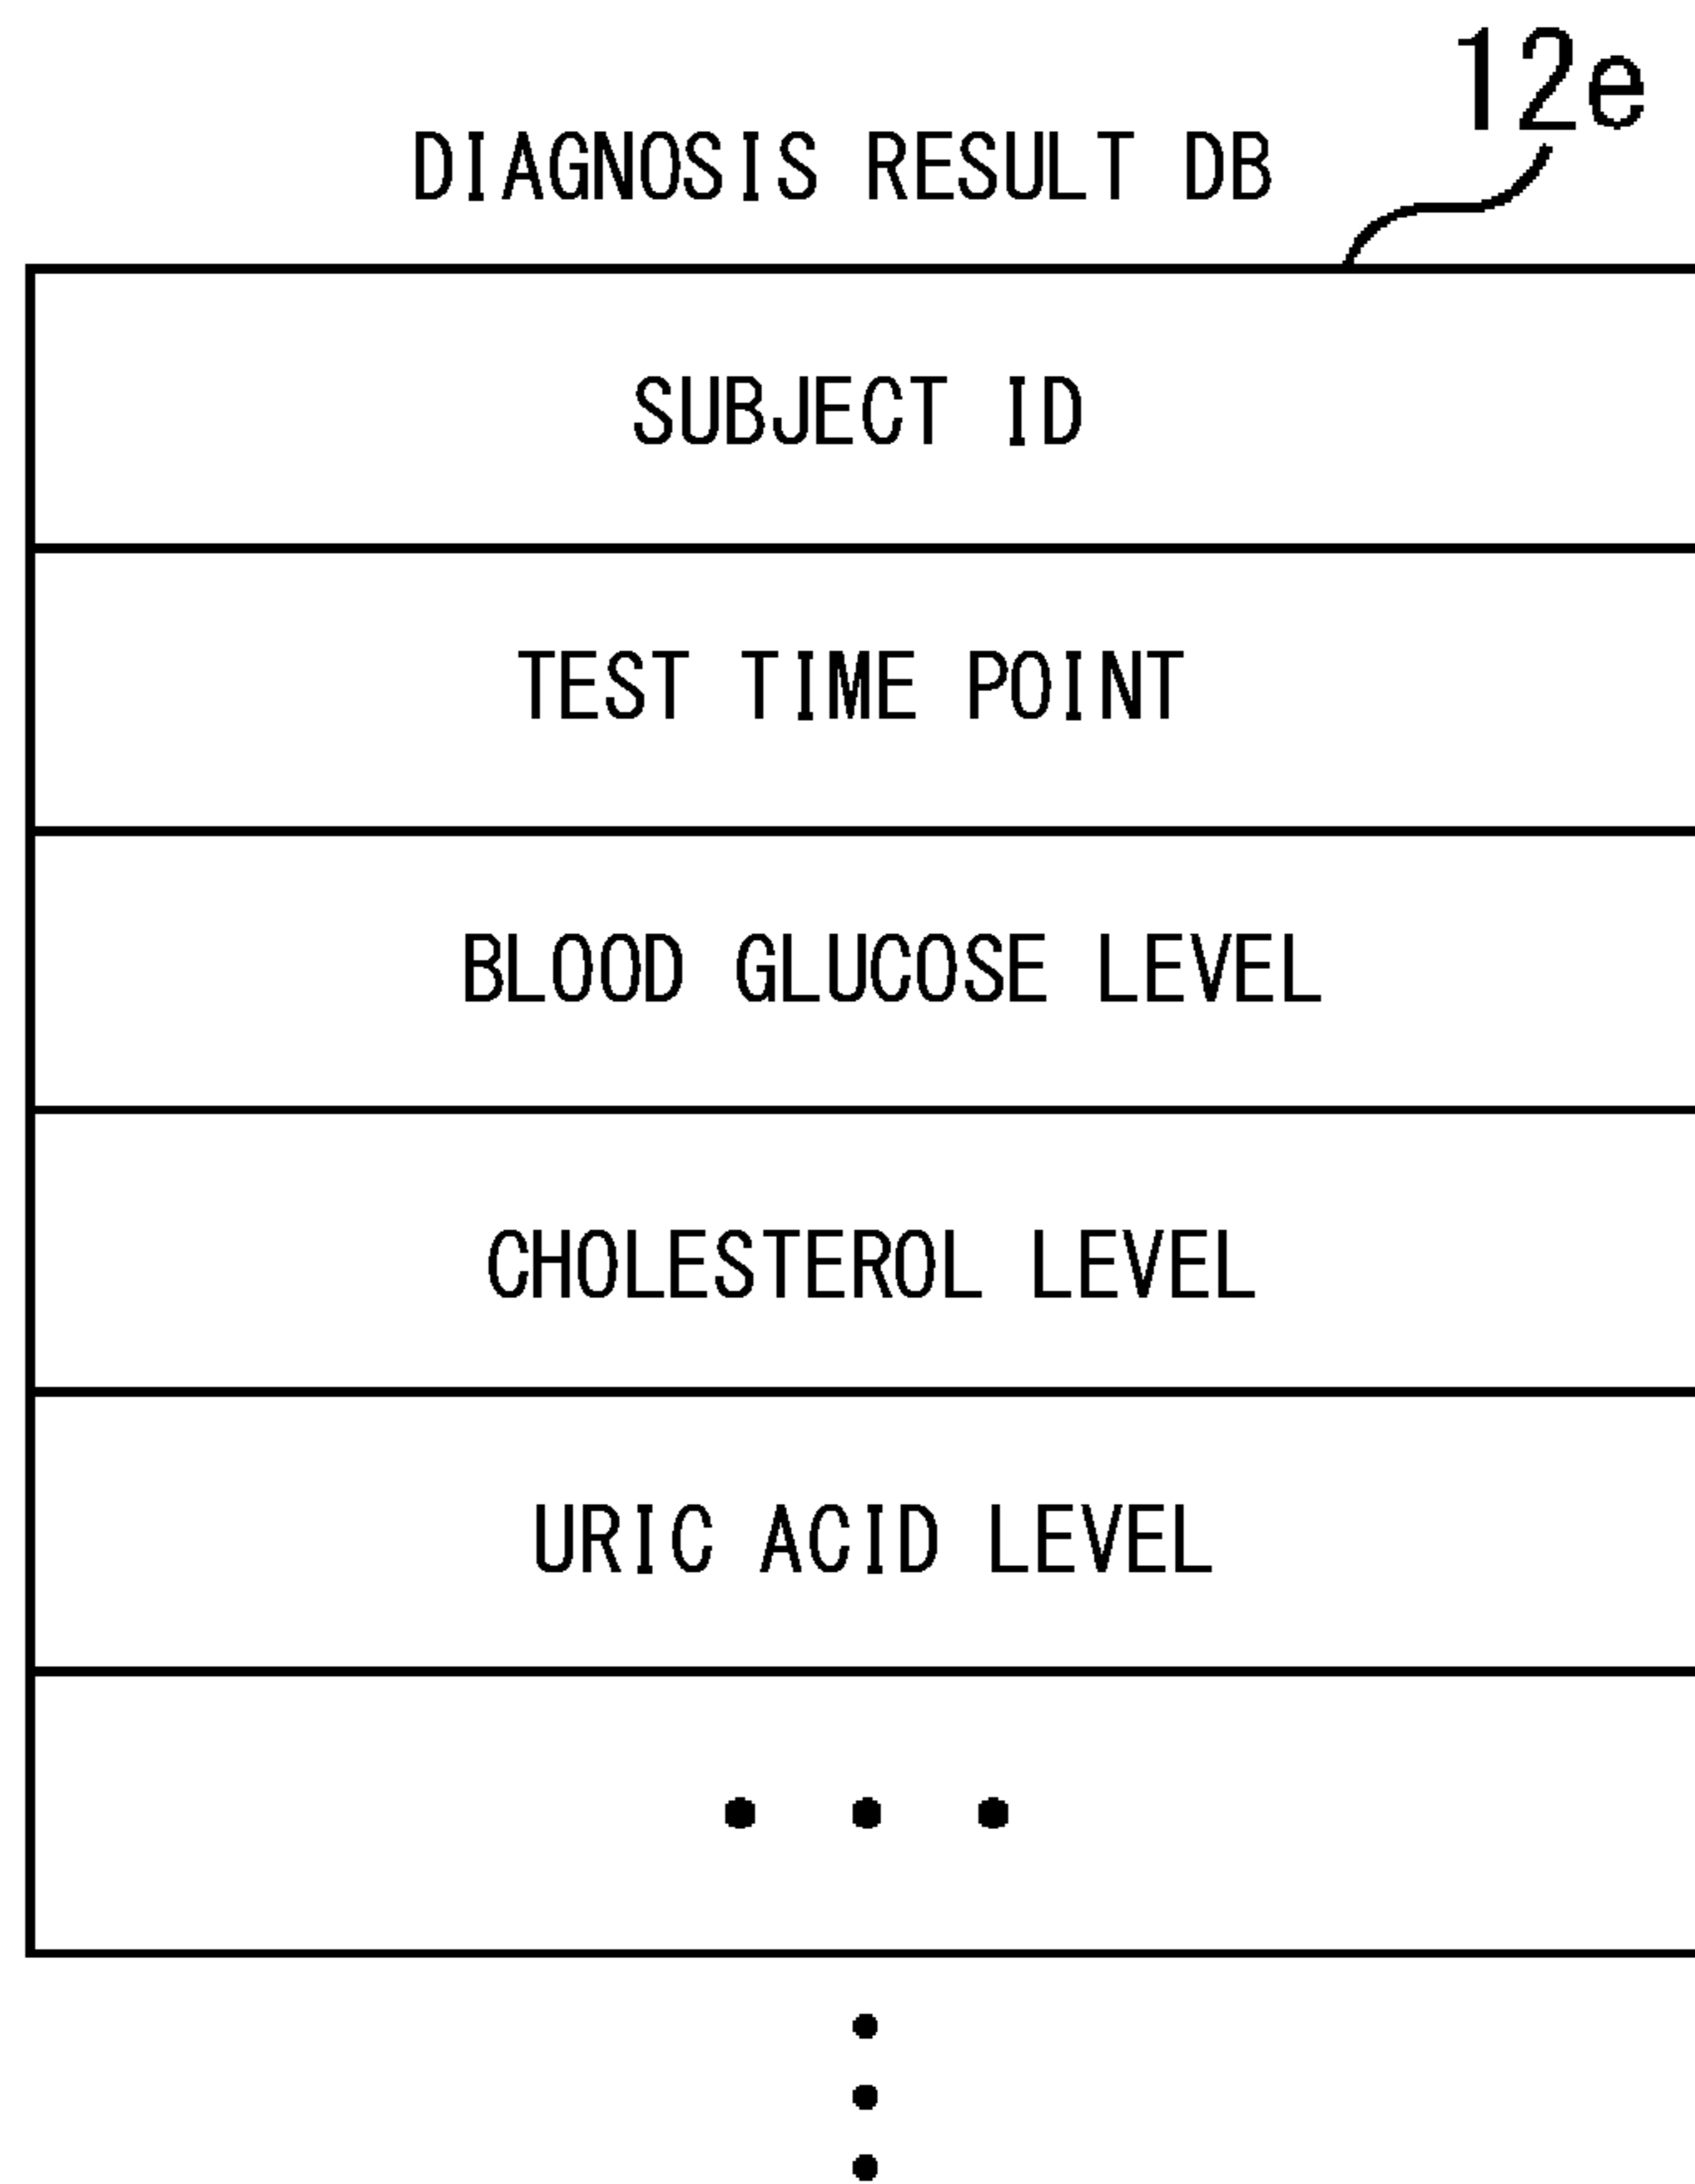 12e
DIAGNOSIS RESULT DB
SUBJECT ID
TEST TIME POINT
BLOOD GLUCOSE LEVEL
CHOLESTEROL LEVEL
URIC ACID LEVEL
• • •
•
•
•